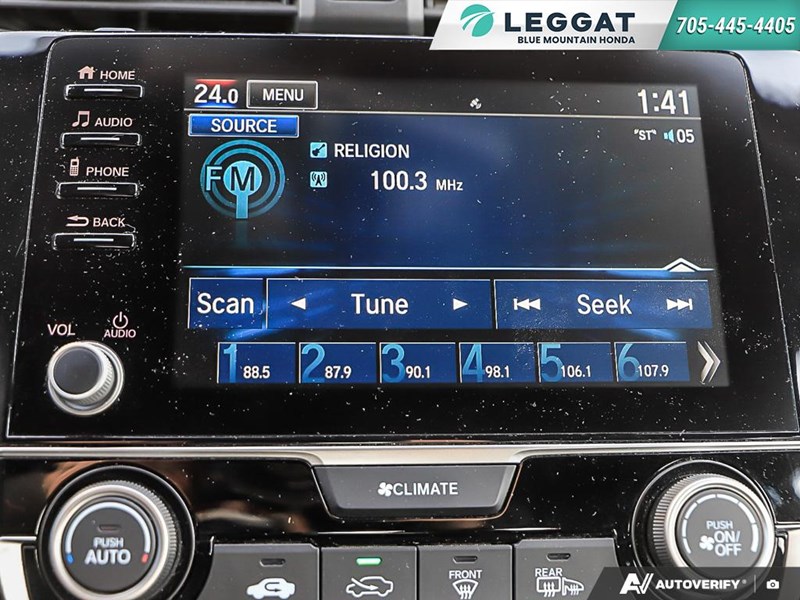 LEGGAT
BLUE MOUNTAIN HONDA
705-445-4405
HOME
AUDIO
PHONE
BACK
VOL
AUDIO
24.0 MENU 1:41
SOURCE "ST" 05
FM RELIGION
100.3 MHz
Scan Tune Seek
1 88.5 2 87.9 3 90.1 4 98.1 5 106.1 6 107.9
CLIMATE
PUSH
AUTO
PUSH
ON/
OFF
FRONT
REAR
AUTOVERIFY